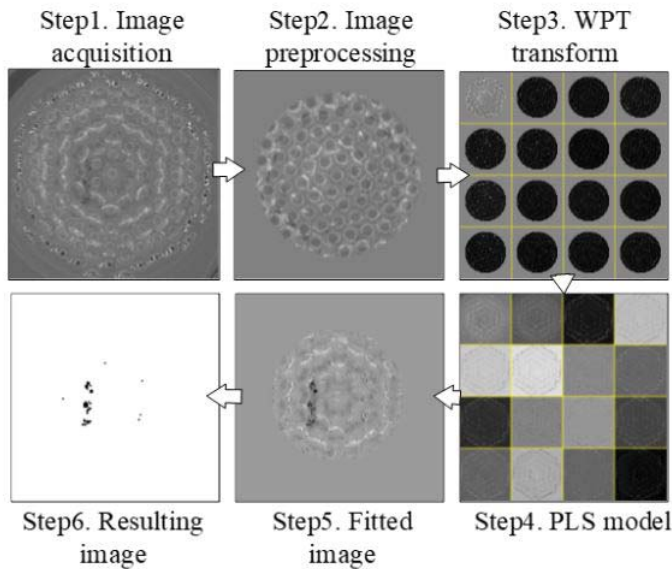 Step1. Image
acquisition
Step2. Image
preprocessing
Step3. WPT
transform
Step6. Resulting
image
Step5. Fitted
image
Step4. PLS model